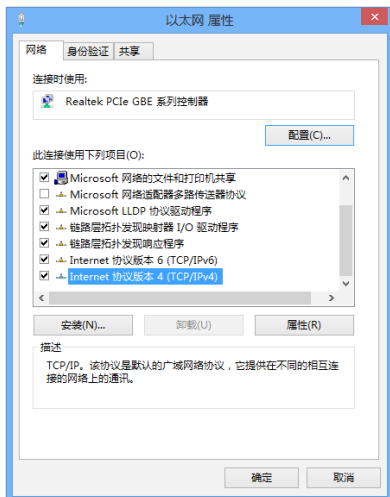 以太网 属性
网络 身份验证 共享
连接时使用:
Realtek PCIe GBE 系列控制器
配置(C)...
此连接使用下列项目(O):
Microsoft 网络的文件和打印机共享
Microsoft 网络适配器多路传送器协议
Microsoft LLDP 协议驱动程序
链路层拓扑发现映射器 I/O 驱动程序
链路层拓扑发现响应程序
Internet 协议版本 6 (TCP/IPv6)
Internet 协议版本 4 (TCP/IPv4)
安装(N)... 卸载(U) 属性(R)
描述
TCP/IP。该协议是默认的广域网络协议，它提供在不同的相互连
接的网络上的通讯。
确定 取消